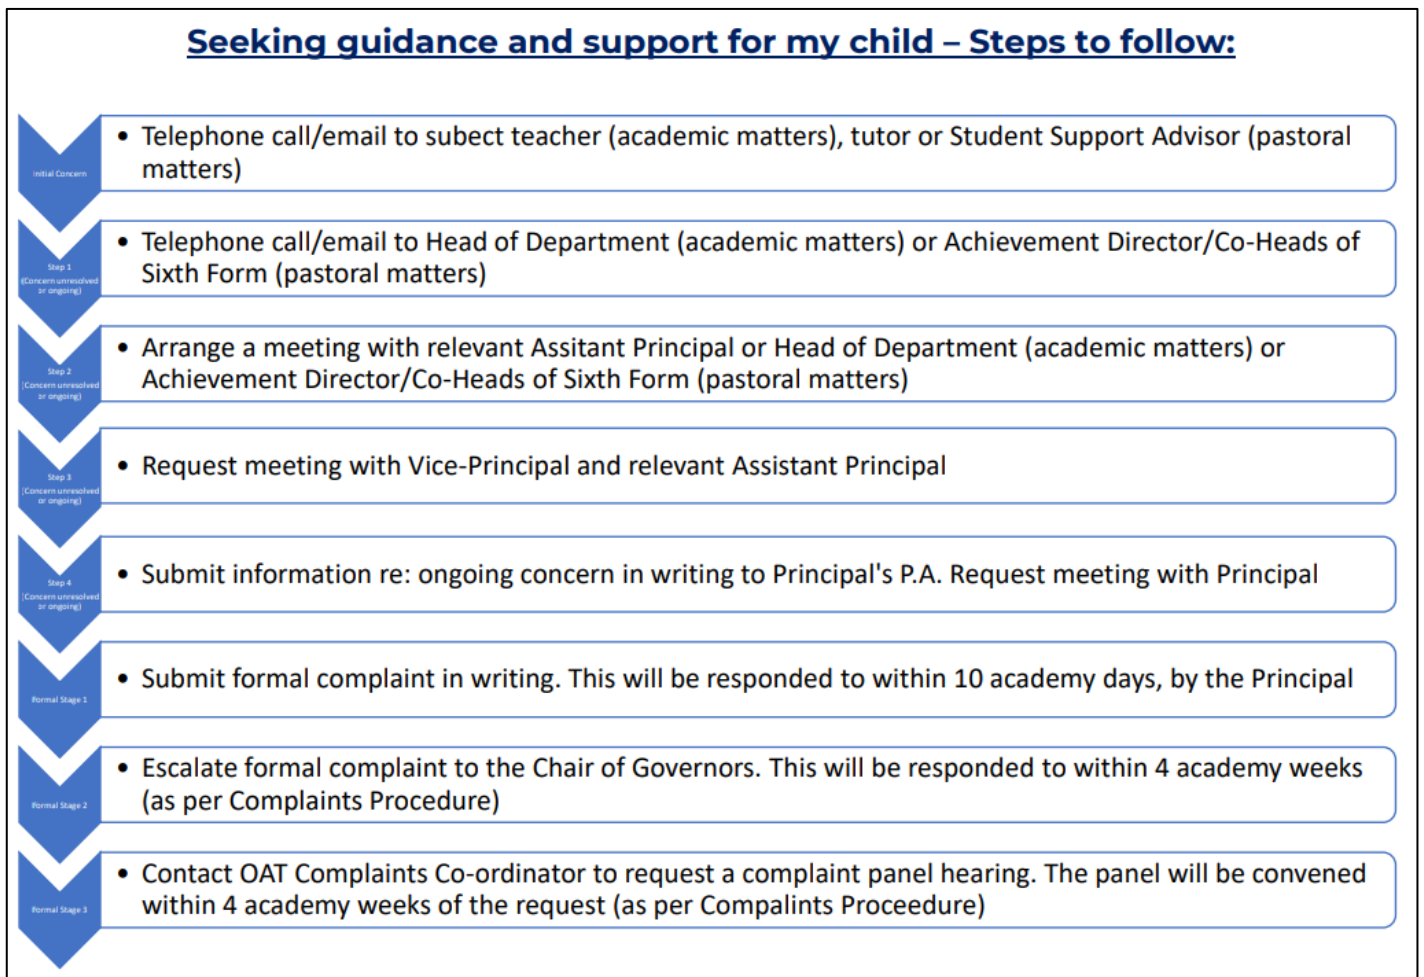 Seeking guidance and support for my child – Steps to follow:
Initial Concern
• Telephone call/email to subect teacher (academic matters), tutor or Student Support Advisor (pastoral
matters)
Step 1
(Concern unresolved
or ongoing)
• Telephone call/email to Head of Department (academic matters) or Achievement Director/Co-Heads of
Sixth Form (pastoral matters)
Step 2
(Concern unresolved
or ongoing)
• Arrange a meeting with relevant Assitant Principal or Head of Department (academic matters) or
Achievement Director/Co-Heads of Sixth Form (pastoral matters)
Step 3
(Concern unresolved
or ongoing)
• Request meeting with Vice-Principal and relevant Assistant Principal
Step 4
(Concern unresolved
or ongoing)
• Submit information re: ongoing concern in writing to Principal's P.A. Request meeting with Principal
Formal Stage 1
• Submit formal complaint in writing. This will be responded to within 10 academy days, by the Principal
Formal Stage 2
• Escalate formal complaint to the Chair of Governors. This will be responded to within 4 academy weeks
(as per Complaints Procedure)
Formal Stage 3
• Contact OAT Complaints Co-ordinator to request a complaint panel hearing. The panel will be convened
within 4 academy weeks of the request (as per Compalints Proceedure)